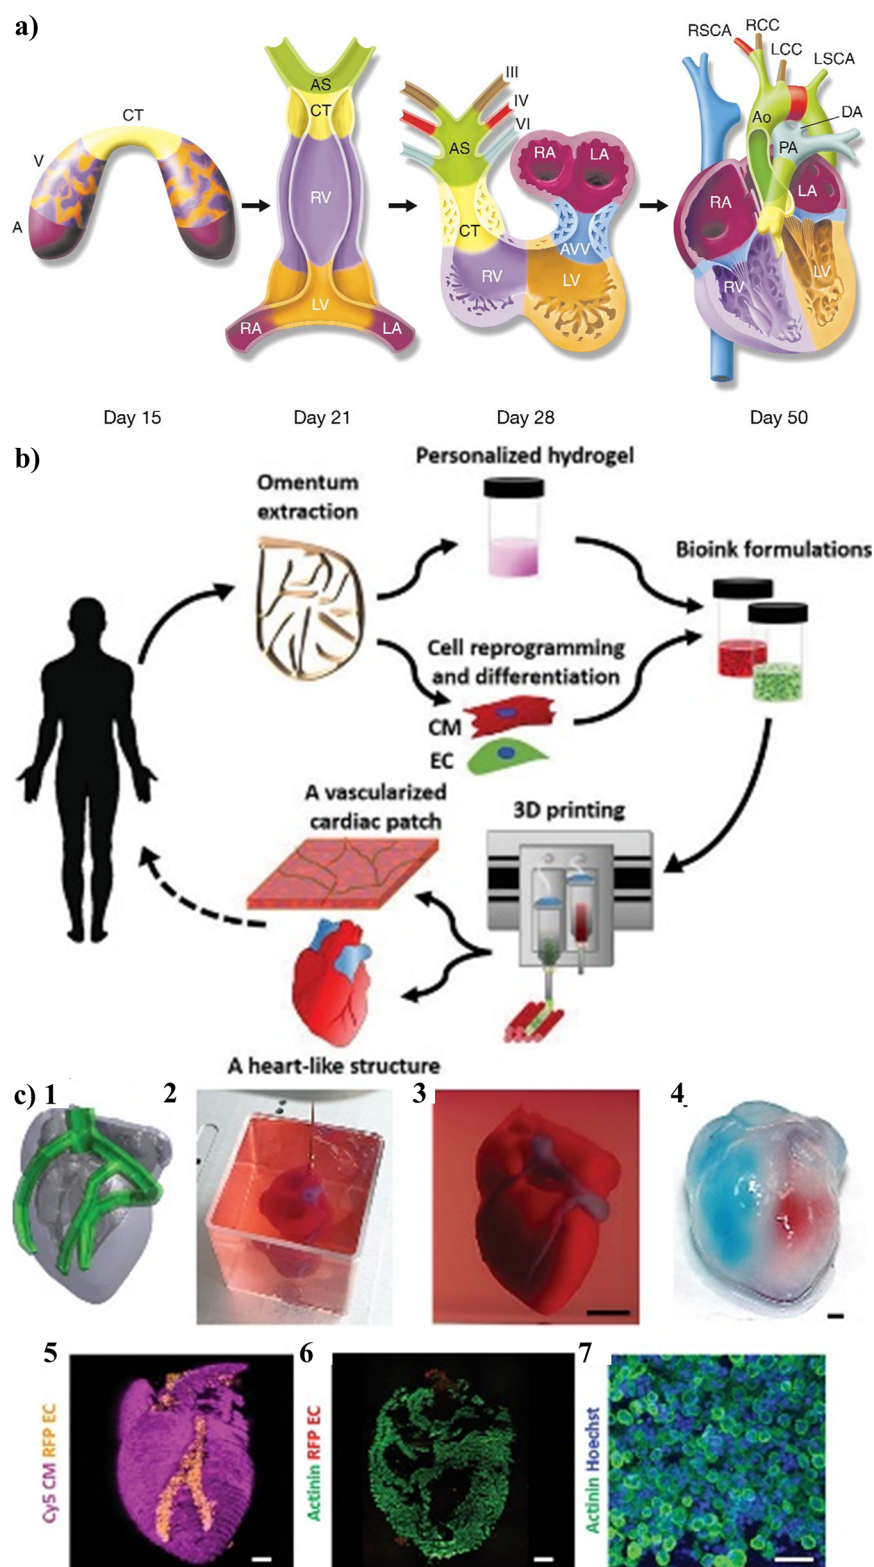 a)
CT
V
A
AS
CT
RV
LV
RA
LA
III
IV
VI
AS
RA
LA
CT
AVV
RV
LV
RSCA
RCC
LCC
LSCA
Ao
DA
PA
RA
LA
RV
LV
Day 15
Day 21
Day 28
Day 50
b)
Omentum
extraction
Personalized hydrogel
Bioink formulations
Cell reprogramming
and differentiation
CM
EC
A vascularized
cardiac patch
3D printing
A heart-like structure
c) 1
2
3
4
5
6
7
Cy5 CM RFP EC
Actinin RFP EC
Actinin Hoechst